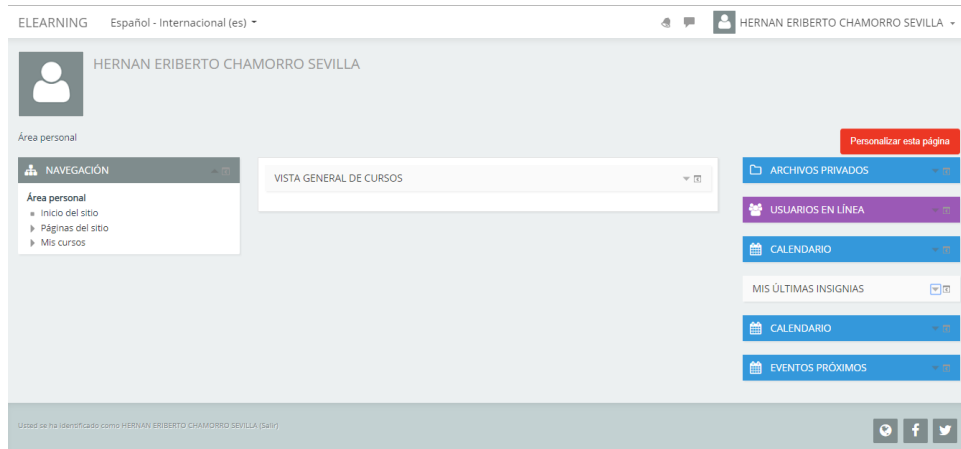 ELEARNING Español - Internacional (es) HERNAN ERIBERTO CHAMORRO SEVILLA
HERNAN ERIBERTO CHAMORRO SEVILLA
Área personal
Personalizar esta página
NAVEGACIÓN
Área personal
Inicio del sitio
Páginas del sitio
Mis cursos
VISTA GENERAL DE CURSOS
ARCHIVOS PRIVADOS
USUARIOS EN LÍNEA
CALENDARIO
MIS ÚLTIMAS INSIGNIAS
CALENDARIO
EVENTOS PRÓXIMOS
Usted se ha identificado como HERNAN ERIBERTO CHAMORRO SEVILLA (Salir)